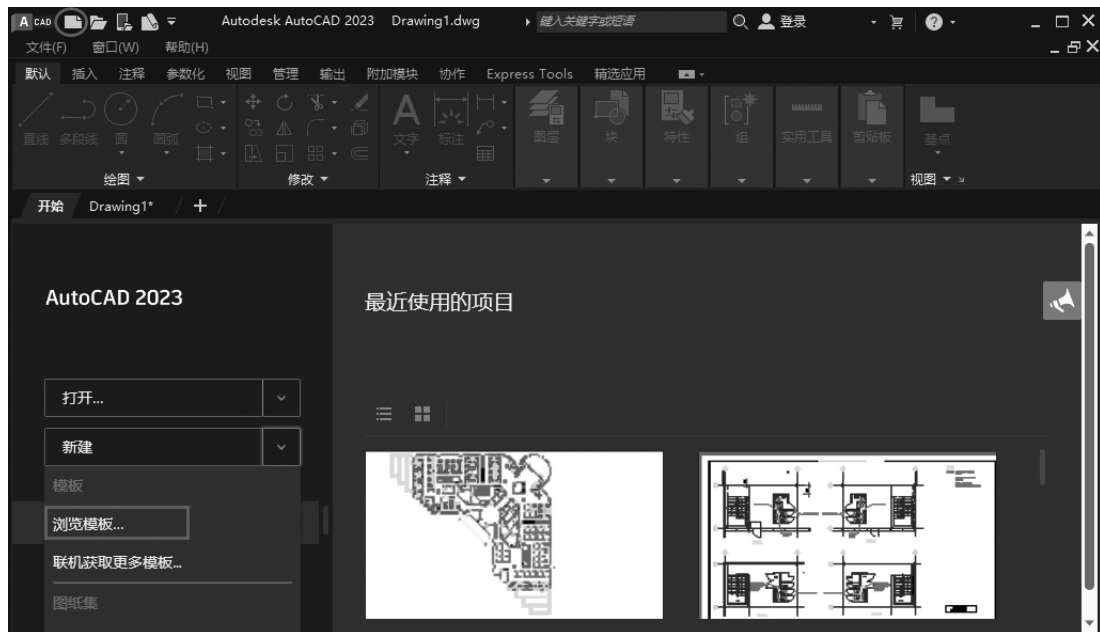 A CAD Autodesk AutoCAD 2023 Drawing1.dwg 键入关键字或短语 登录
文件(F) 窗口(W) 帮助(H)
默认 插入 注释 参数化 视图 管理 输出 附加模块 协作 Express Tools 精选应用
直线 多段线 圆 圆弧 A 文字 标注 图层 块 特性 组 实用工具 剪贴板 基点
绘图 修改 注释 视图
开始 Drawing1* +
AutoCAD 2023
最近使用的项目
打开...
新建
模板
浏览模板...
联机获取更多模板...
图纸集